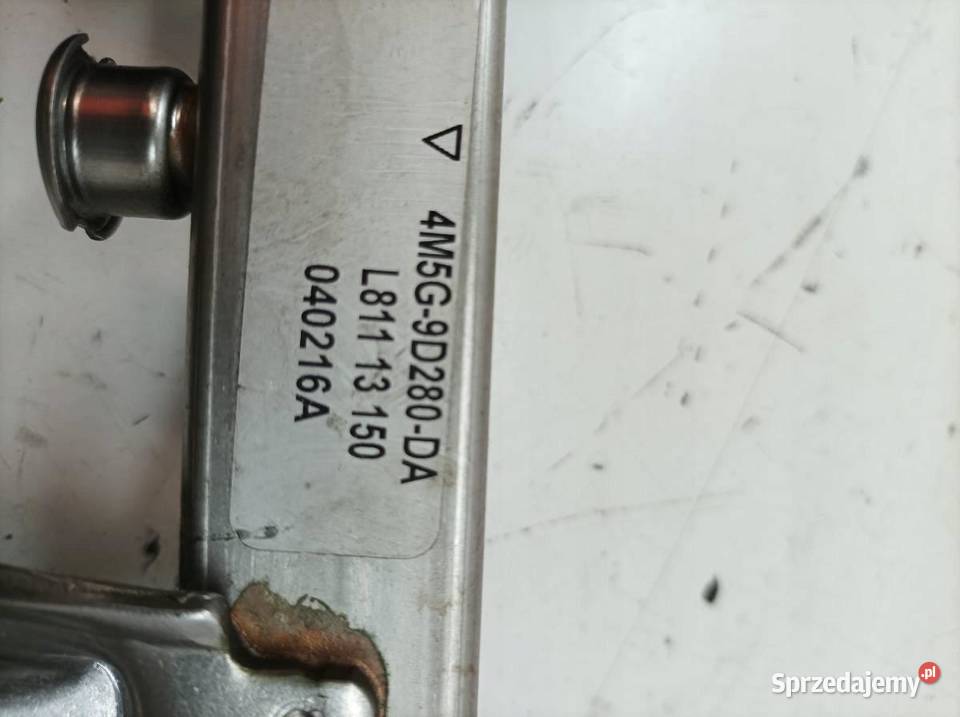 4M5G-9D280-DA
L811 13 150
040216A
Sprzedajemy.pl